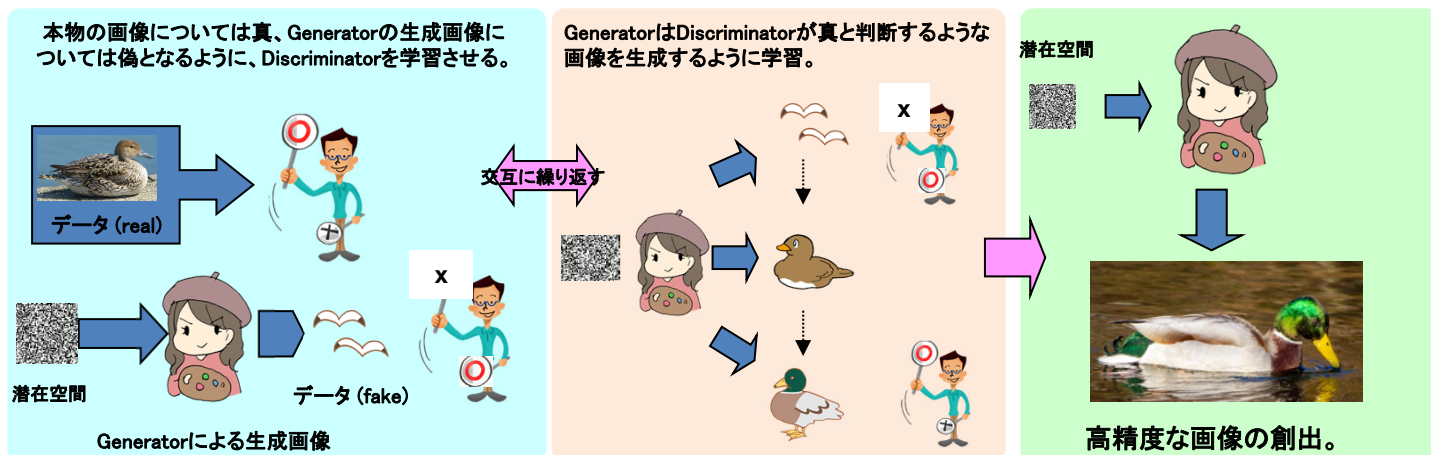 本物の画像については真、Generatorの生成画像に
ついては偽となるように、Discriminatorを学習させる。
データ (real)
x
潜在空間
データ (fake)
Generatorによる生成画像
交互に繰り返す
GeneratorはDiscriminatorが真と判断するような
画像を生成するように学習。
x
潜在空間
高精度な画像の創出。